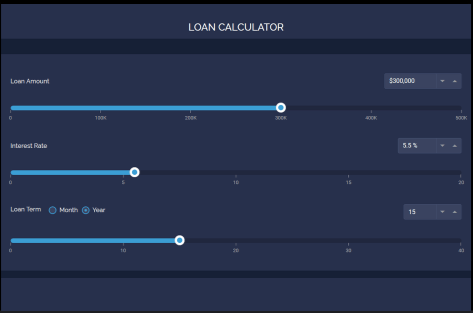 LOAN CALCULATOR
Loan Amount $300,000
0 100K 200K 300K 400K 500K
Interest Rate 5.5 %
0 5 10 15 20
Loan Term Month Year 15
0 10 20 30 40